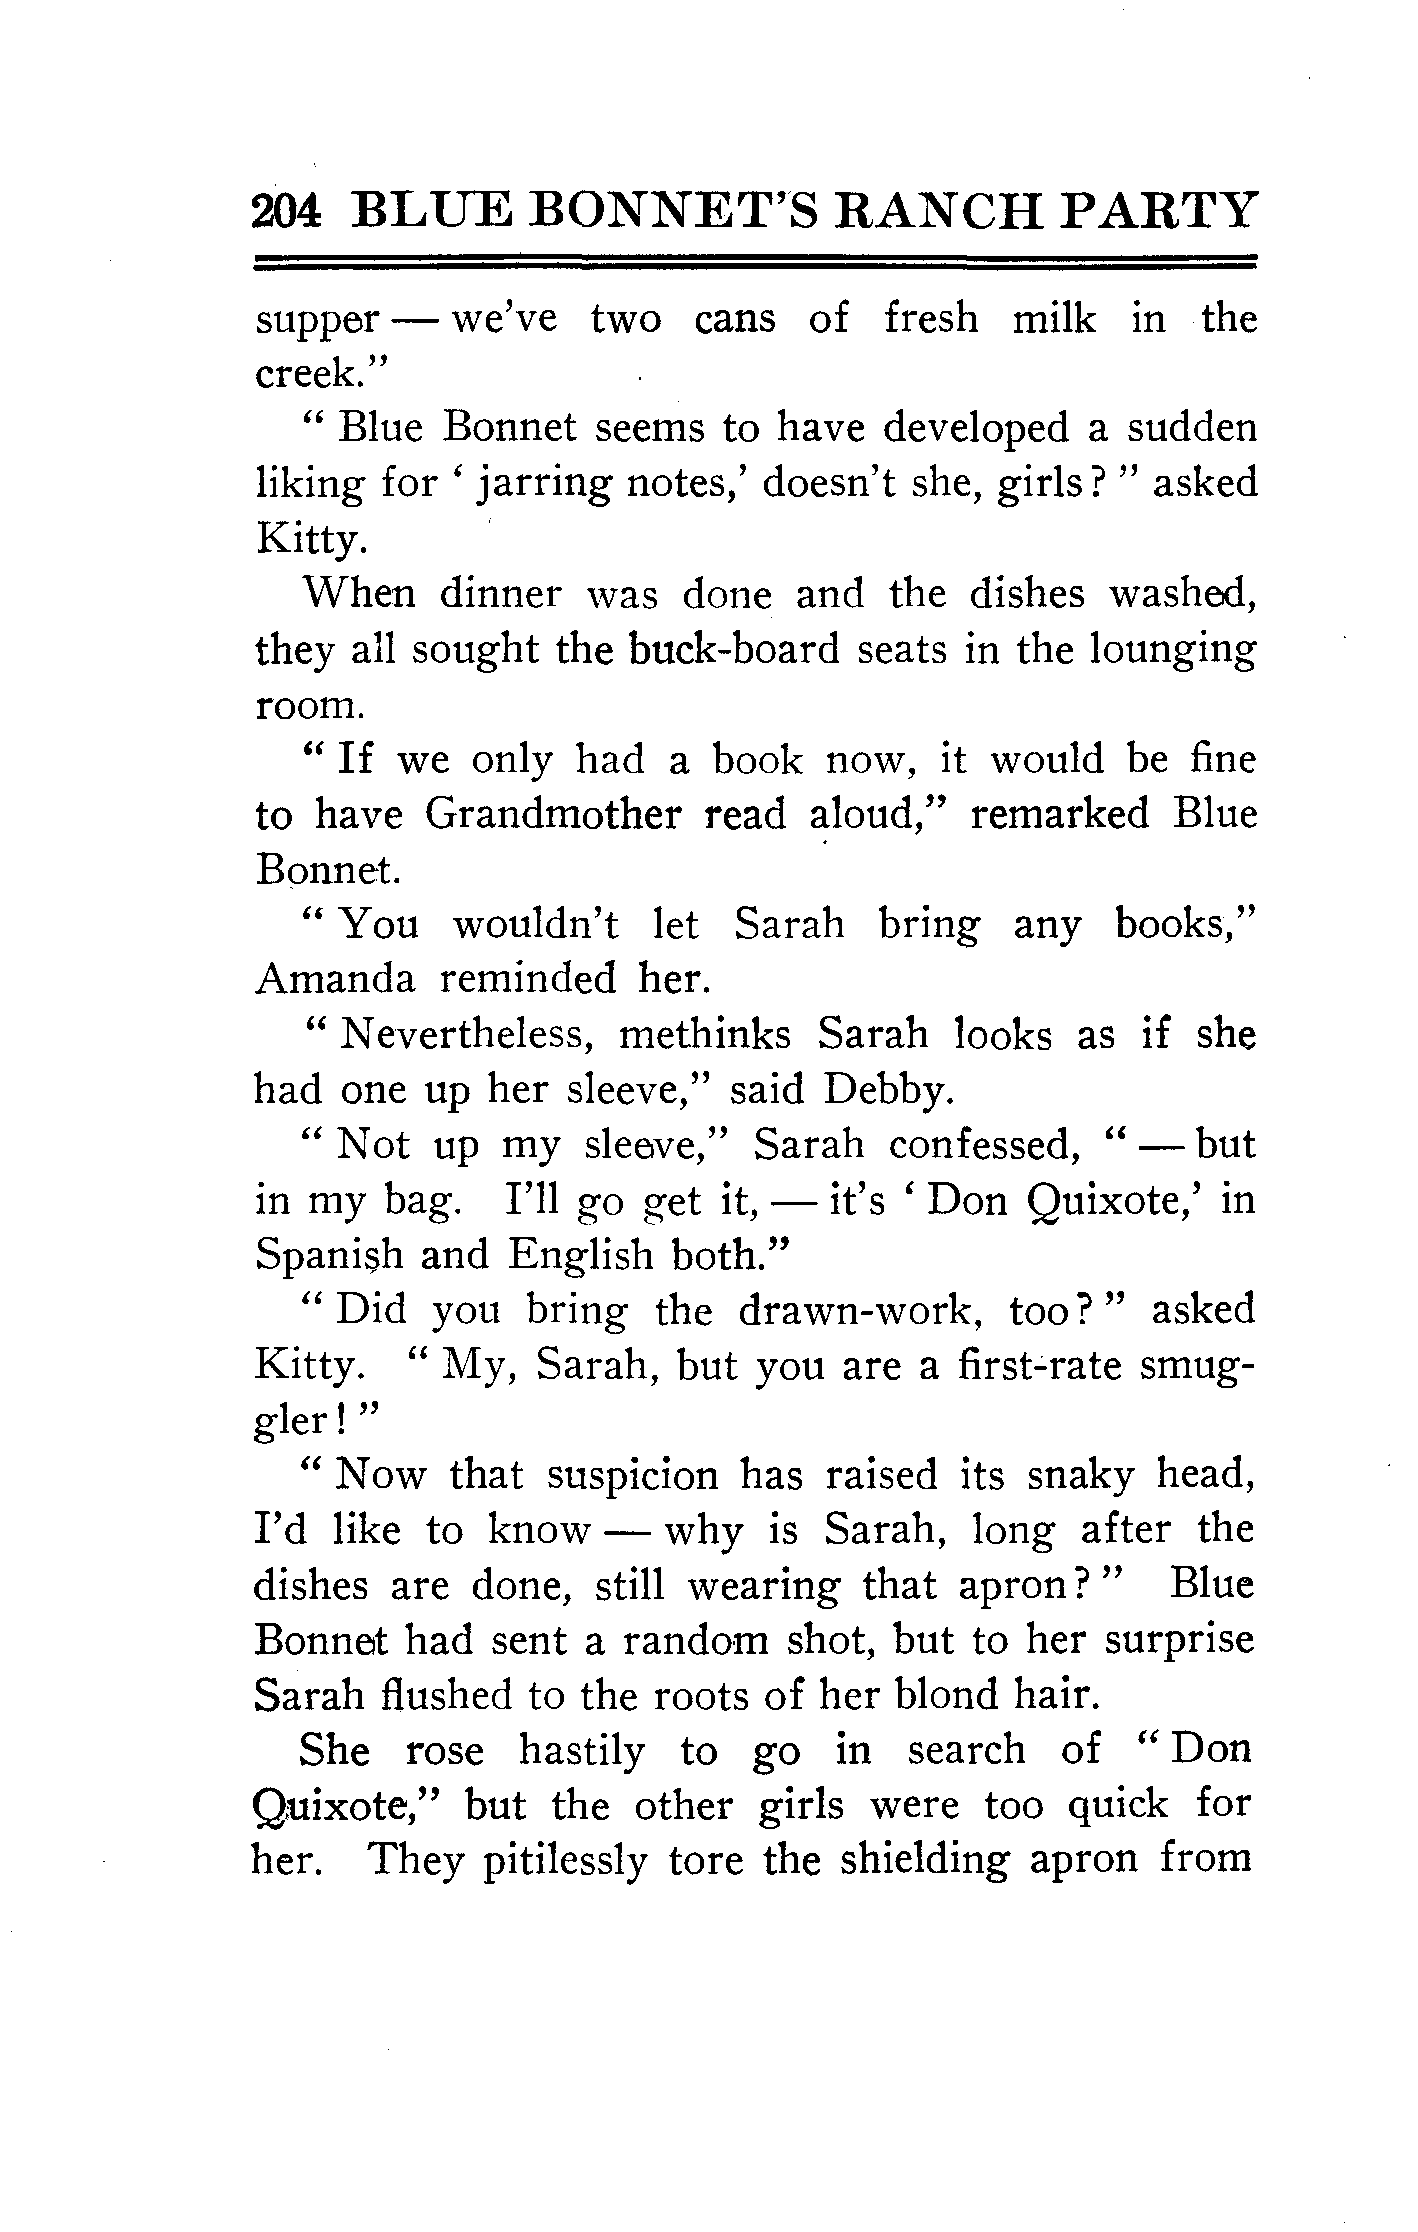 204 BLUE BONNET'S RANCH PARTY
supper — we've two cans of fresh milk in the
creek."
" Blue Bonnet seems to have developed a sudden
liking for ' jarring notes,' doesn't she, girls? " asked
Kitty.
When dinner was done and the dishes washed,
they all sought the buck-board seats in the lounging
room.
" If we only had a book now, it would be fine
to have Grandmother read aloud," remarked Blue
Bonnet.
" You wouldn't let Sarah bring any books,"
Amanda reminded her.
" Nevertheless, methinks Sarah looks as if she
had one up her sleeve," said Debby.
" Not up my sleeve," Sarah confessed, " — but
in my bag. I'll go get it, — it's ' Don Quixote,' in
Spanish and English both."
" Did you bring the drawn-work, too? " asked
Kitty. " My, Sarah, but you are a first-rate smug-
gler! "
" Now that suspicion has raised its snaky head,
I'd like to know — why is Sarah, long after the
dishes are done, still wearing that apron? " Blue
Bonnet had sent a random shot, but to her surprise
Sarah flushed to the roots of her blond hair.
She rose hastily to go in search of " Don
Quixote," but the other girls were too quick for
her. They pitilessly tore the shielding apron from